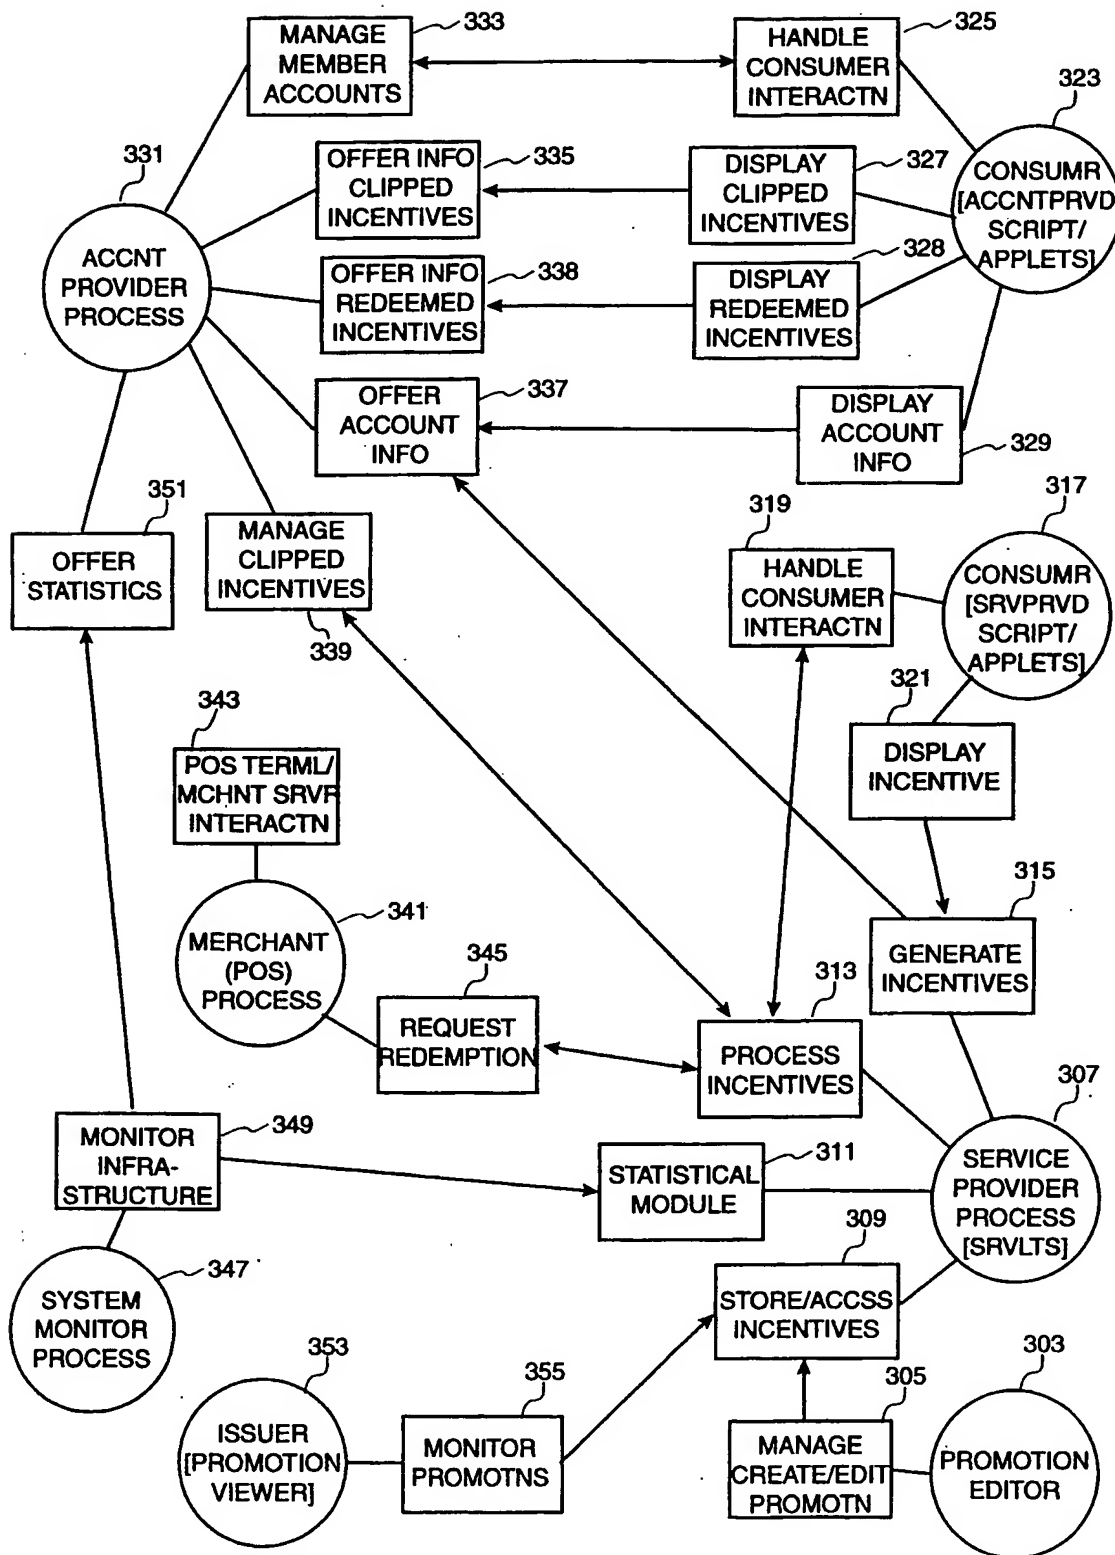 333
MANAGE
MEMBER
ACCOUNTS
325
HANDLE
CONSUMER
INTERACTN
323
CONSUMR
[ACCNTPRVD
SCRIPT/
APPLETS]
331
ACCNT
PROVIDER
PROCESS
335
OFFER INFO
CLIPPED
INCENTIVES
327
DISPLAY
CLIPPED
INCENTIVES
338
OFFER INFO
REDEEMED
INCENTIVES
328
DISPLAY
REDEEMED
INCENTIVES
337
OFFER
ACCOUNT
INFO
DISPLAY
ACCOUNT
INFO
329
351
OFFER
STATISTICS
MANAGE
CLIPPED
INCENTIVES
339
319
HANDLE
CONSUMER
INTERACTN
317
CONSUMR
[SRVPRVD
SCRIPT/
APPLETS]
321
DISPLAY
INCENTIVE
343
POS TERML/
MCHNT SRVR
INTERACTN
341
MERCHANT
(POS)
PROCESS
345
REQUEST
REDEMPTION
313
PROCESS
INCENTIVES
315
GENERATE
INCENTIVES
307
SERVICE
PROVIDER
PROCESS
[SRVLTS]
349
MONITOR
INFRA-
STRUCTURE
311
STATISTICAL
MODULE
347
SYSTEM
MONITOR
PROCESS
309
STORE/ACCSS
INCENTIVES
353
ISSUER
[PROMOTION
VIEWER]
355
MONITOR
PROMOTNS
305
MANAGE
CREATE/EDIT
PROMOTN
303
PROMOTION
EDITOR